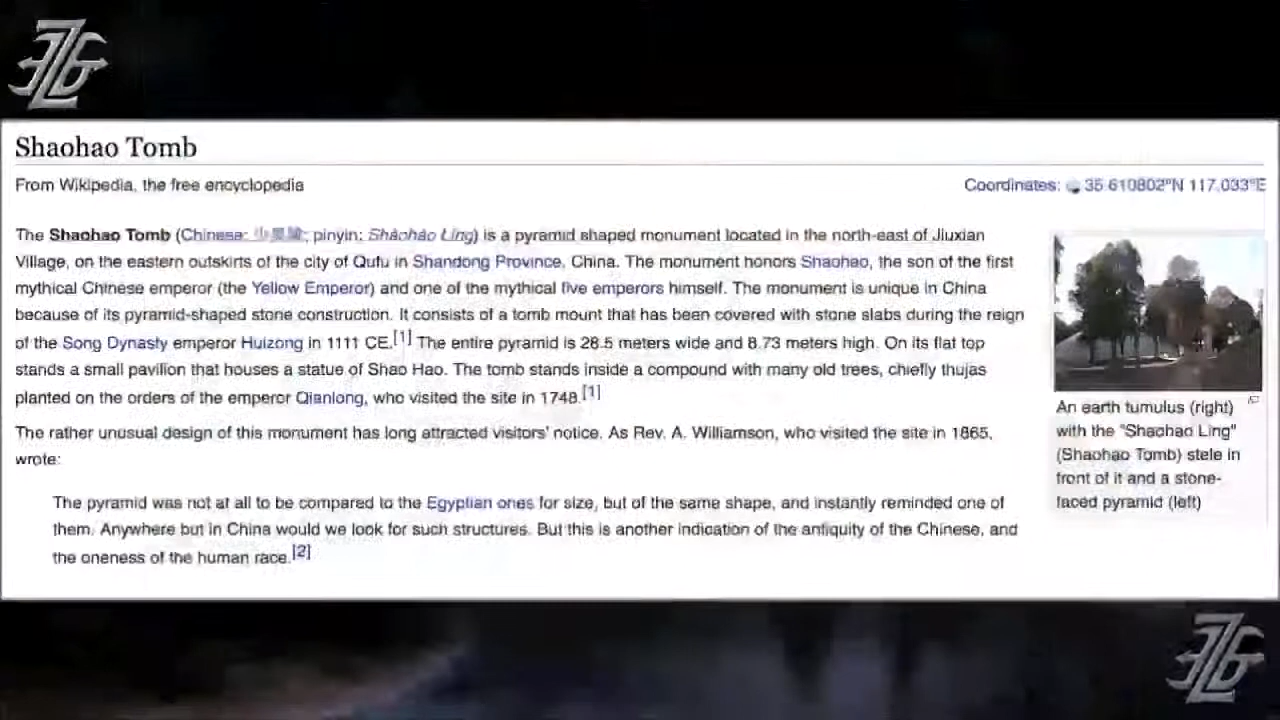 Shaohao Tomb
From Wikipedia, the free encyclopedia
Coordinates: 35.610802°N 117.033°E
The Shaohao Tomb (Chinese: 少昊陵; pinyin: Shàohào Líng) is a pyramid shaped monument located in the north-east of Jiuxian
Village, on the eastern outskirts of the city of Qufu in Shandong Province, China. The monument honors Shaohao, the son of the first
mythical Chinese emperor (the Yellow Emperor) and one of the mythical five emperors himself. The monument is unique in China
because of its pyramid-shaped stone construction. It consists of a tomb mount that has been covered with stone slabs during the reign
of the Song Dynasty emperor Huizong in 1111 CE.[1] The entire pyramid is 28.5 meters wide and 8.73 meters high. On its flat top
stands a small pavilion that houses a statue of Shao Hao. The tomb stands inside a compound with many old trees, chiefly thujas
planted on the orders of the emperor Qianlong, who visited the site in 1748.[1]
The rather unusual design of this monument has long attracted visitors' notice. As Rev. A. Williamson, who visited the site in 1865,
wrote:
The pyramid was not at all to be compared to the Egyptian ones for size, but of the same shape, and instantly reminded one of
them. Anywhere but in China would we look for such structures. But this is another indication of the antiquity of the Chinese, and
the oneness of the human race.[2]
An earth tumulus (right)
with the "Shaohao Ling"
(Shaohao Tomb) stele in
front of it and a stone-
faced pyramid (left)